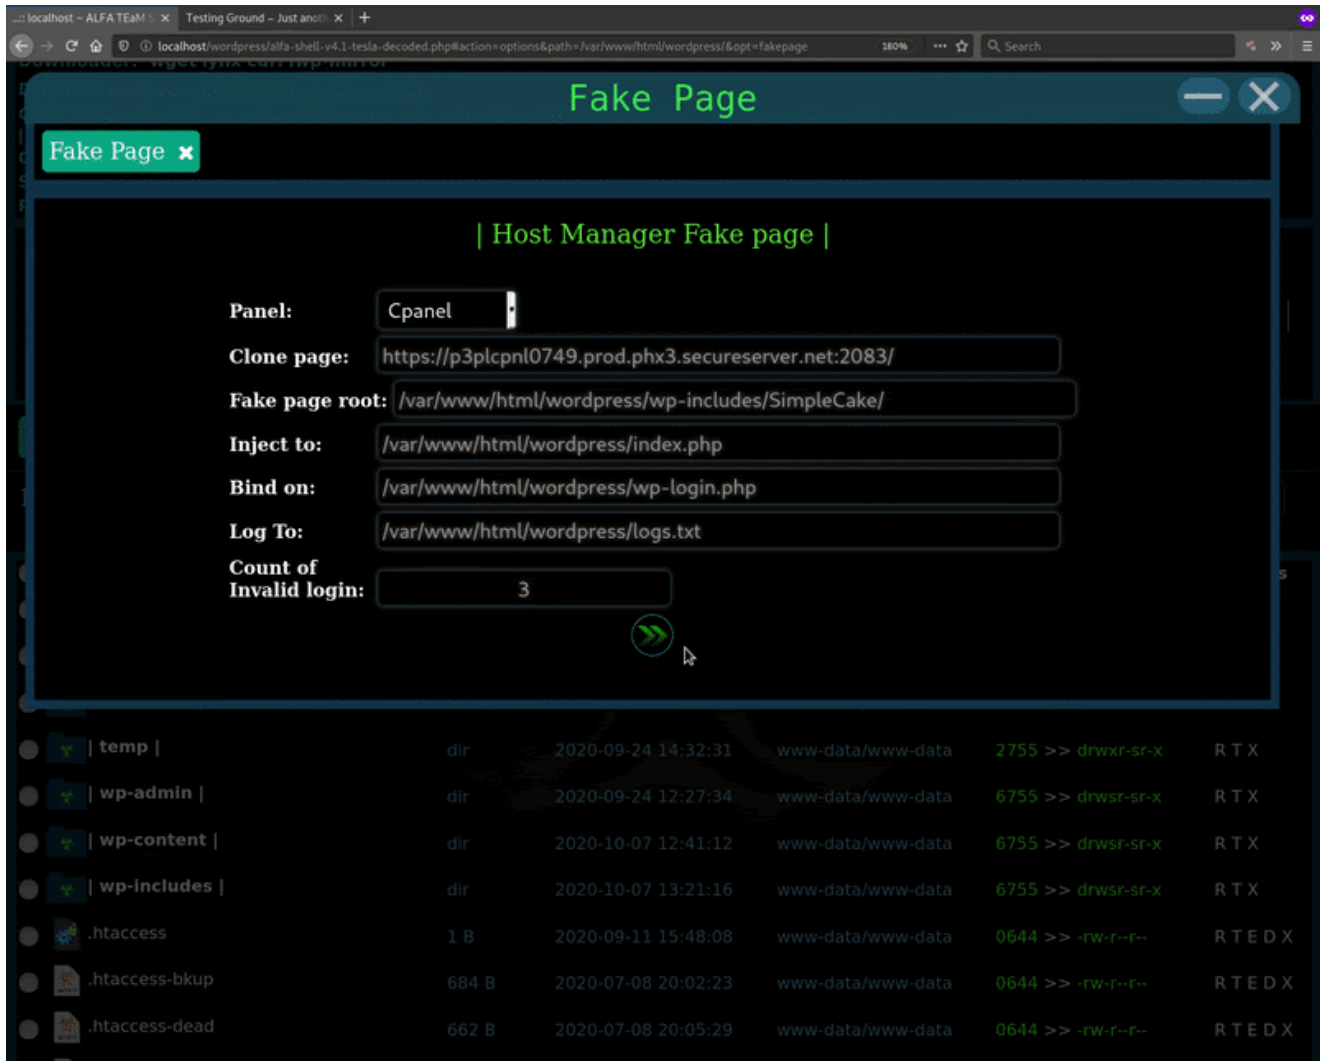 ..:: localhost ~ ALFA TEaM S
Testing Ground – Just anoth
localhost/wordpress/alfa-shell-v4.1-tesla-decoded.php#action=options&path=/var/www/html/wordpress/&opt=fakepage
180%
Search
Downloader: wget lynx curl lwp-mirror
Fake Page
Fake Page
| Host Manager Fake page |
Panel: Cpanel
Clone page: https://p3plcpnl0749.prod.phx3.secureserver.net:2083/
Fake page root: /var/www/html/wordpress/wp-includes/SimpleCake/
Inject to: /var/www/html/wordpress/index.php
Bind on: /var/www/html/wordpress/wp-login.php
Log To: /var/www/html/wordpress/logs.txt
Count of
Invalid login: 3
| temp | dir 2020-09-24 14:32:31 www-data/www-data 2755 >> drwxr-sr-x R T X
| wp-admin | dir 2020-09-24 12:27:34 www-data/www-data 6755 >> drwsr-sr-x R T X
| wp-content | dir 2020-10-07 12:41:12 www-data/www-data 6755 >> drwsr-sr-x R T X
| wp-includes | dir 2020-10-07 13:21:16 www-data/www-data 6755 >> drwsr-sr-x R T X
.htaccess 1 B 2020-09-11 15:48:08 www-data/www-data 0644 >> -rw-r--r-- R T E D X
.htaccess-bkup 684 B 2020-07-08 20:02:23 www-data/www-data 0644 >> -rw-r--r-- R T E D X
.htaccess-dead 662 B 2020-07-08 20:05:29 www-data/www-data 0644 >> -rw-r--r-- R T E D X